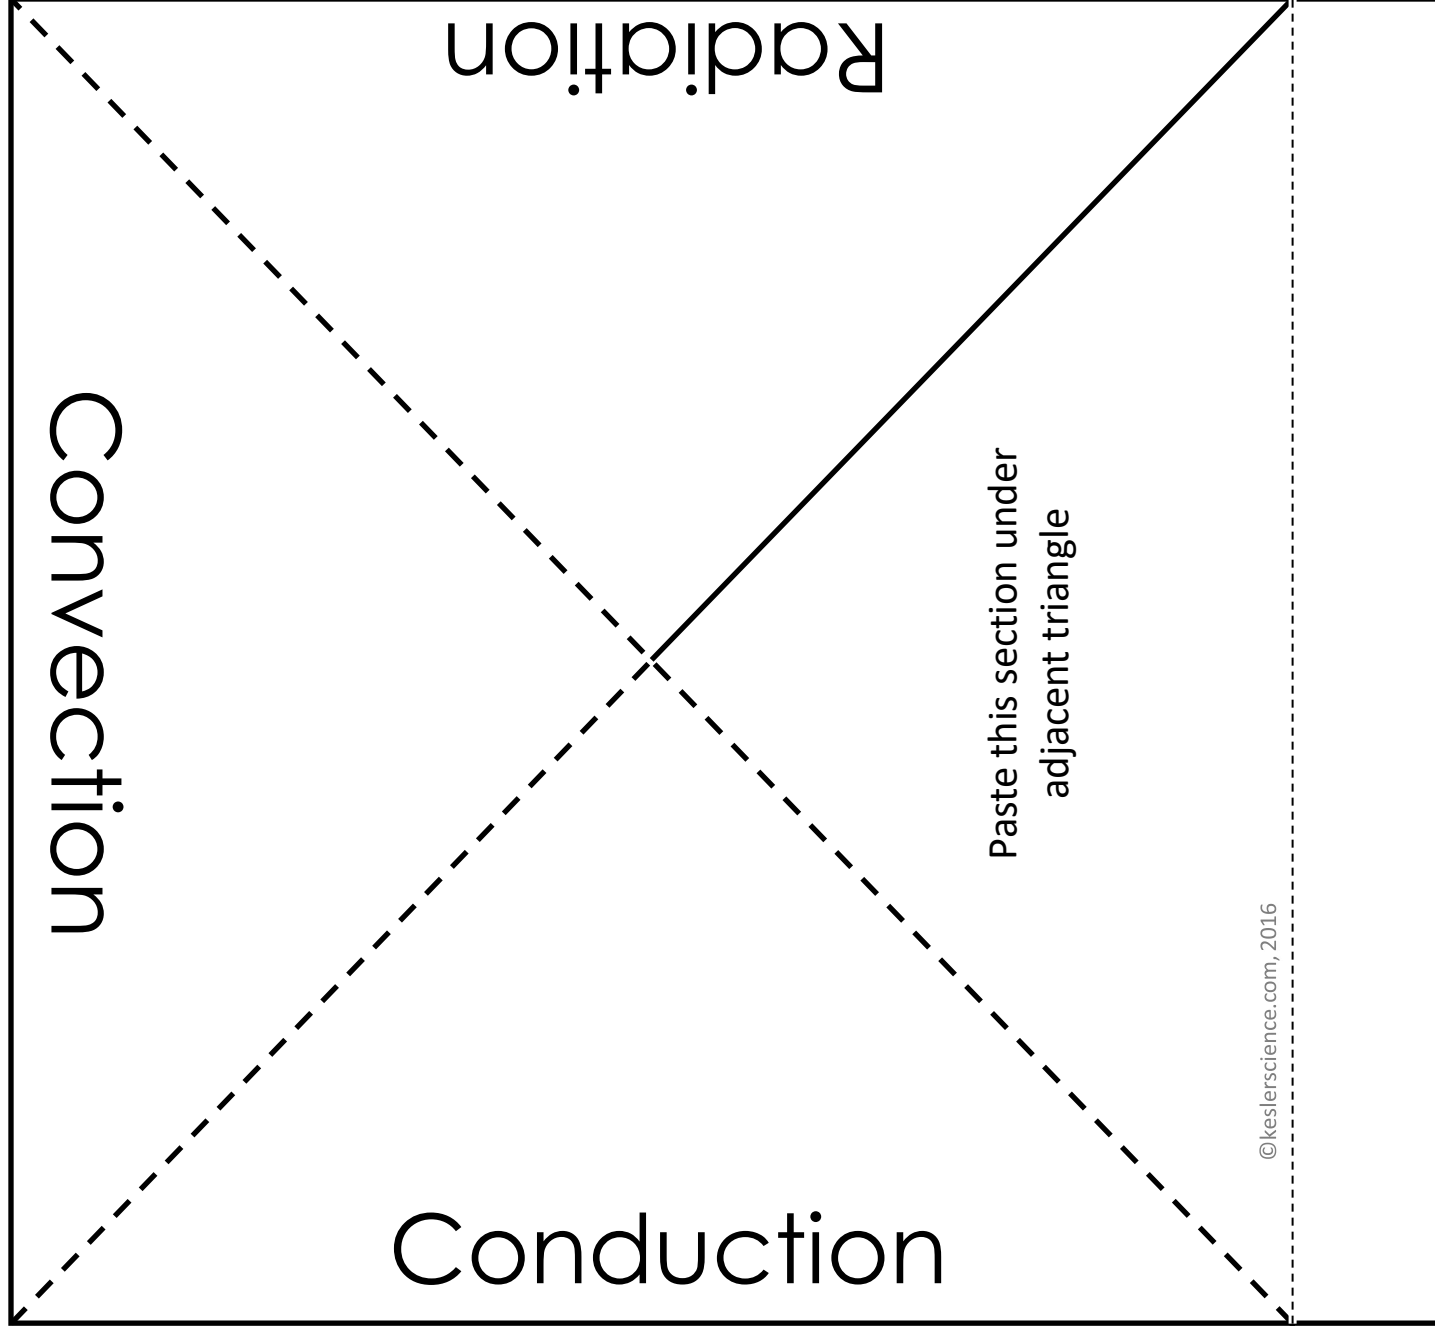 Radiation
Convection
Paste this section under
adjacent triangle
©keslerscience.com, 2016
Conduction